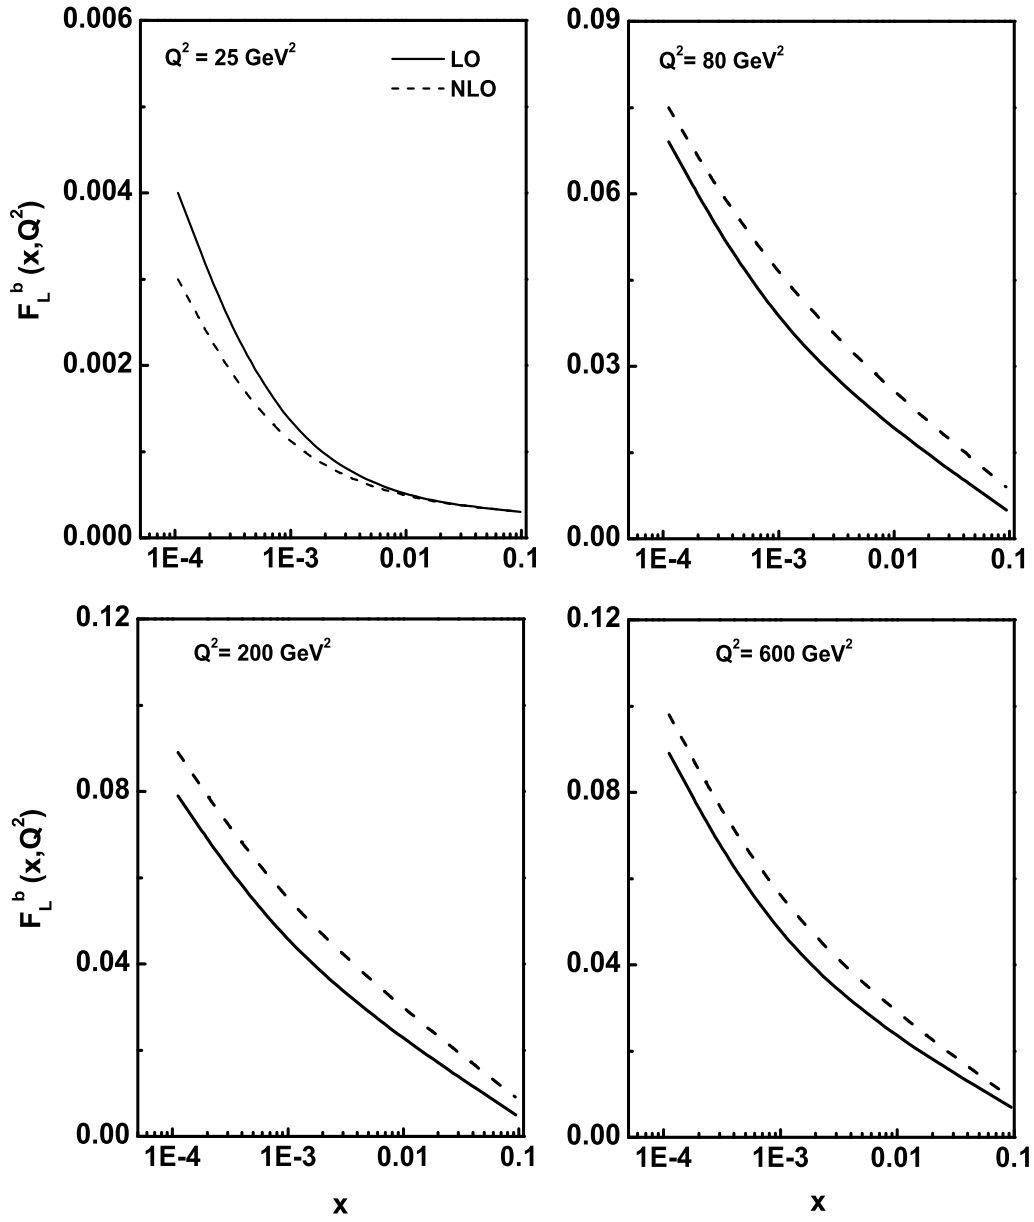 Q² = 25 GeV²
LO
NLO
0.006
0.004
0.002
0.000
F_L^b (x,Q²)
1E-4 1E-3 0.01 0.1
Q²= 80 GeV²
0.09
0.06
0.03
0.00
1E-4 1E-3 0.01 0.1
Q²= 200 GeV²
0.12
0.08
0.04
0.00
F_L^b (x,Q²)
1E-4 1E-3 0.01 0.1
x
Q²= 600 GeV²
0.12
0.08
0.04
0.00
1E-4 1E-3 0.01 0.1
x